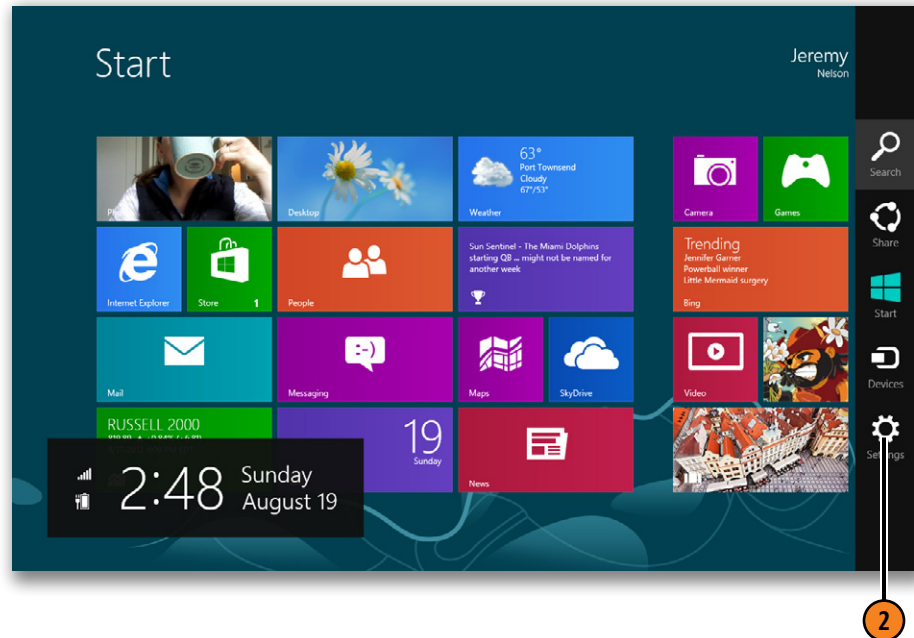 Start
Jeremy
Nelson
Search
Share
Start
Devices
Settings
Desktop
63°
Port Townsend
Cloudy
67°/53°
Weather
Camera
Games
Internet Explorer
Store 1
People
Sun Sentinel - The Miami Dolphins
starting QB ... might not be named for
another week
Trending
Jennifer Garner
Powerball winner
Little Mermaid surgery
Bing
Mail
:-)
Messaging
Maps
SkyDrive
Video
RUSSELL 2000
19
Sunday
News
2:48
Sunday
August 19
2